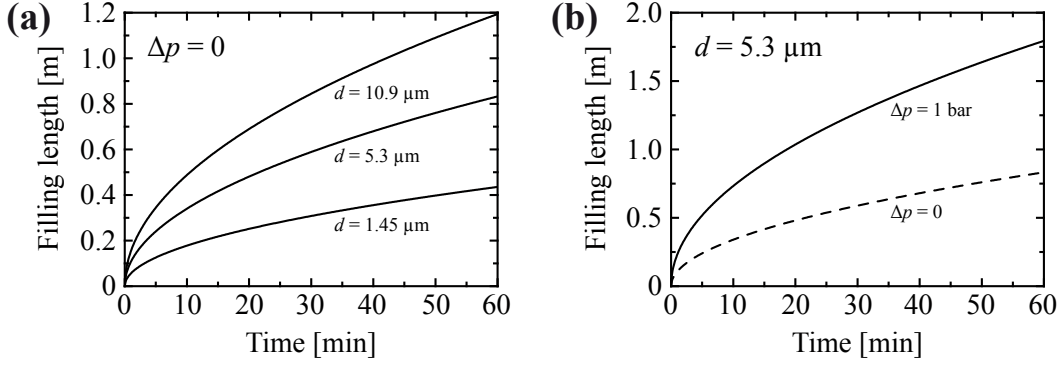 (a)
Δp = 0
Filling length [m]
1.2
1.0
0.8
0.6
0.4
0.2
0
d = 10.9 µm
d = 5.3 µm
d = 1.45 µm
0 10 20 30 40 50 60
Time [min]
(b)
d = 5.3 µm
Filling length [m]
2.0
1.5
1.0
0.5
0
Δp = 1 bar
Δp = 0
0 10 20 30 40 50 60
Time [min]